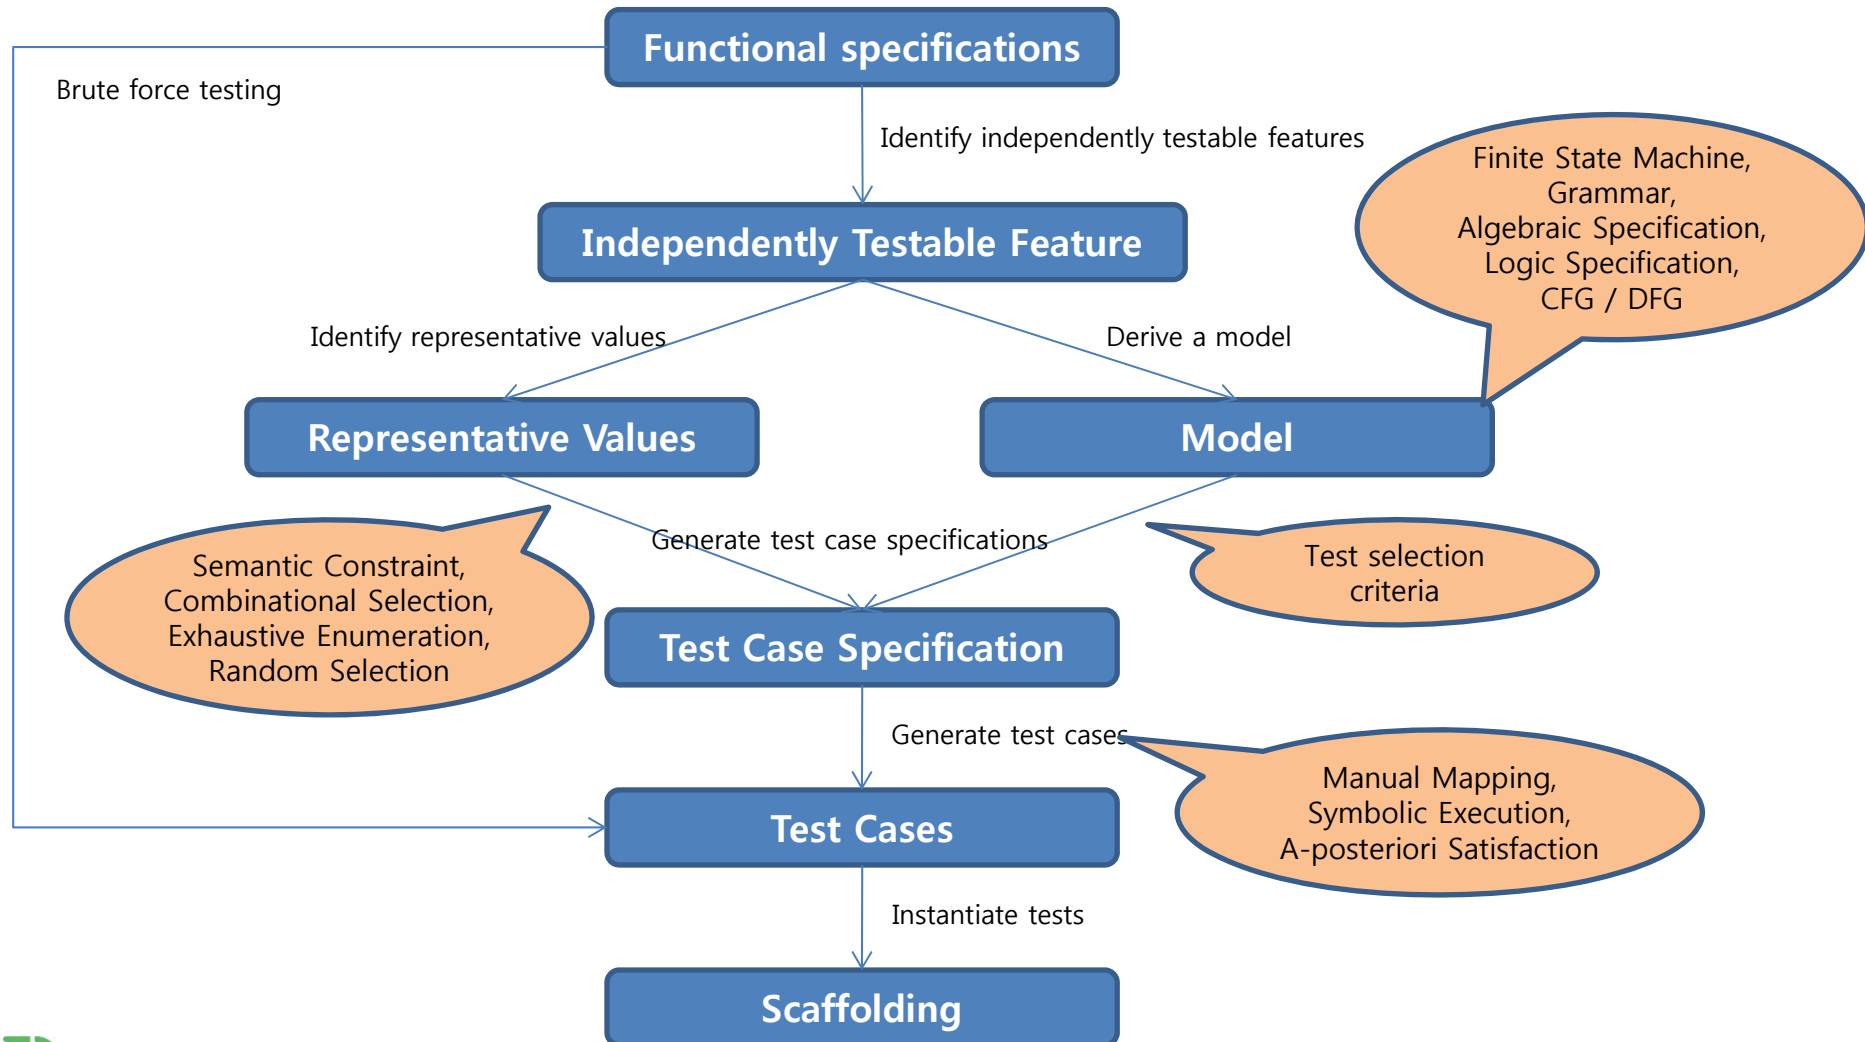 Functional specifications
Brute force testing
Identify independently testable features
Finite State Machine,
Grammar,
Algebraic Specification,
Logic Specification,
CFG / DFG
Independently Testable Feature
Identify representative values
Derive a model
Representative Values
Model
Generate test case specifications
Semantic Constraint,
Combinational Selection,
Exhaustive Enumeration,
Random Selection
Test selection
criteria
Test Case Specification
Generate test cases
Manual Mapping,
Symbolic Execution,
A-posteriori Satisfaction
Test Cases
Instantiate tests
Scaffolding